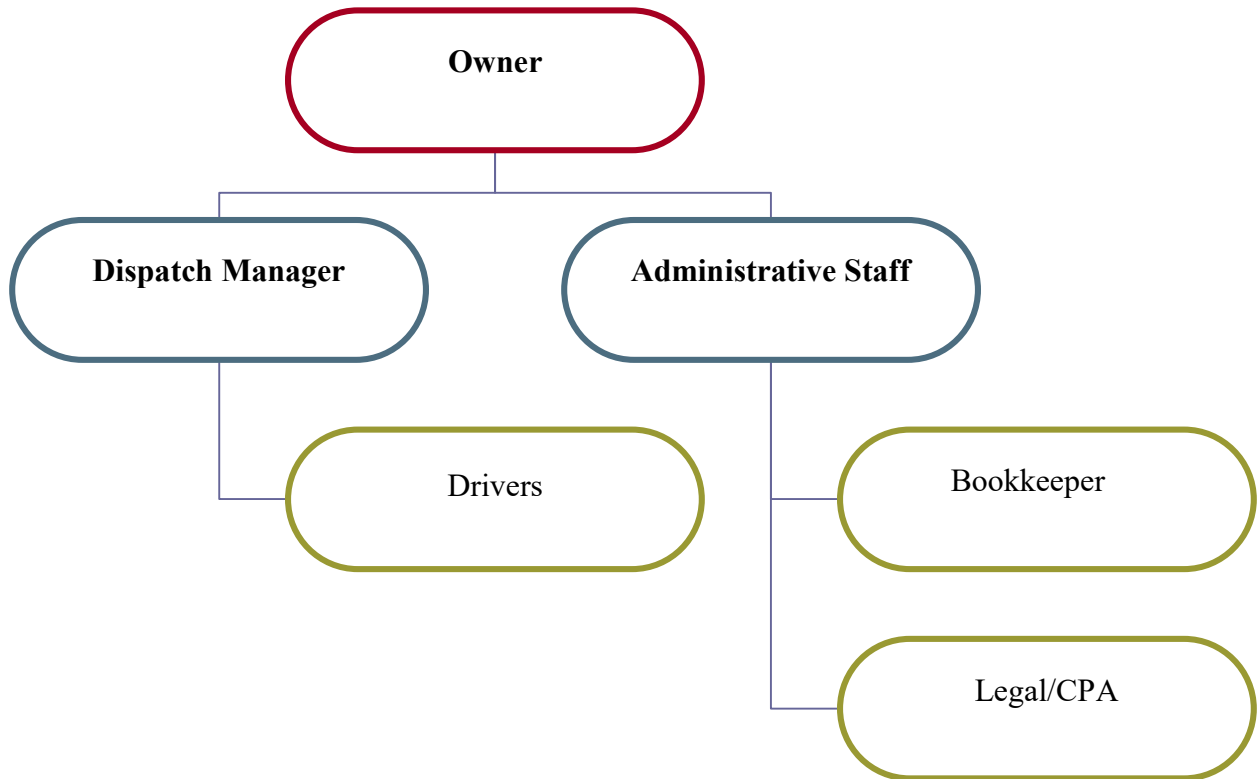 Owner
Dispatch Manager
Administrative Staff
Drivers
Bookkeeper
Legal/CPA